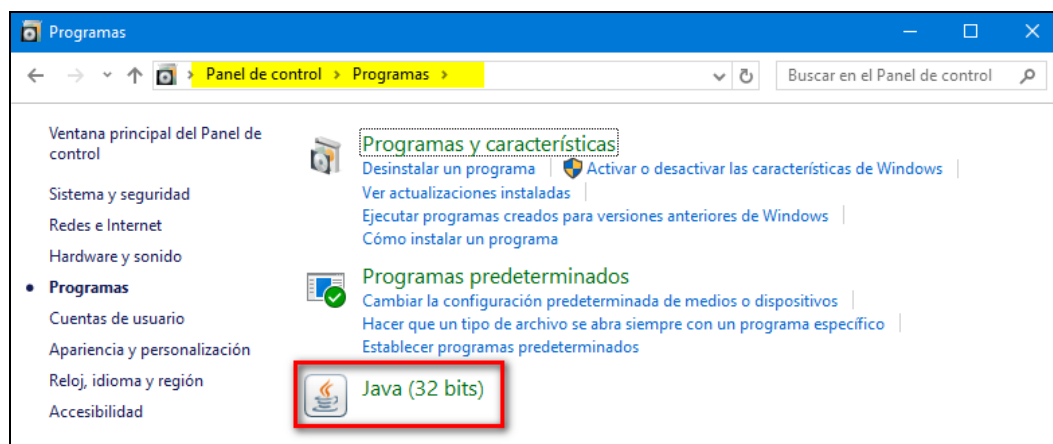 Programas
Panel de control > Programas >
Buscar en el Panel de control
Ventana principal del Panel de
control
Sistema y seguridad
Redes e Internet
Hardware y sonido
Programas
Cuentas de usuario
Apariencia y personalización
Reloj, idioma y región
Accesibilidad
Programas y características
Desinstalar un programa
Activar o desactivar las características de Windows
Ver actualizaciones instaladas
Ejecutar programas creados para versiones anteriores de Windows
Cómo instalar un programa
Programas predeterminados
Cambiar la configuración predeterminada de medios o dispositivos
Hacer que un tipo de archivo se abra siempre con un programa específico
Establecer programas predeterminados
Java (32 bits)